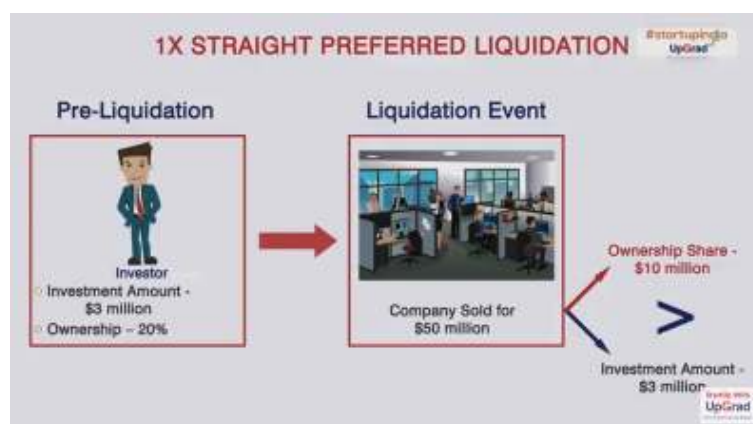 1X STRAIGHT PREFERRED LIQUIDATION
#startupindia
UpGrad
Pre-Liquidation
Liquidation Event
Investor
Investment Amount -
$3 million
Ownership – 20%
Company Sold for
$50 million
Ownership Share -
$10 million
>
Investment Amount -
$3 million
UpGrad